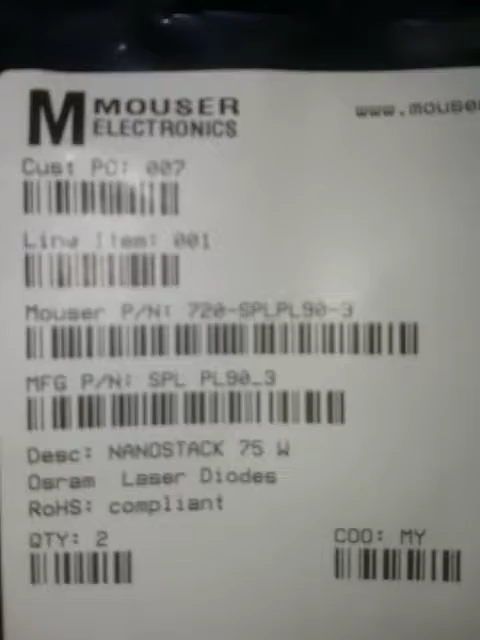 M MOUSER
ELECTRONICS
www.mouser
Cust PO: 007
Line Item: 001
Mouser P/N: 720-SPLPL90-3
MFG P/N: SPL PL90_3
Desc: NANOSTACK 75 W
Osram Laser Diodes
RoHS: compliant
QTY: 2
COO: MY